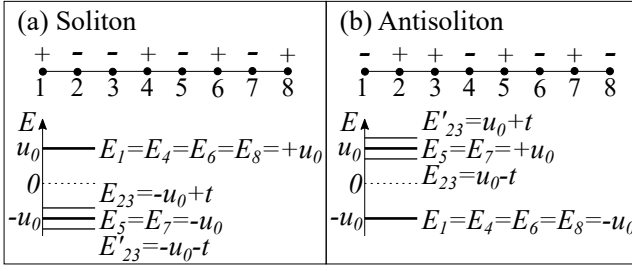 (a) Soliton
+ - - + - + - +
1 2 3 4 5 6 7 8
E
u₀ E₁=E₄=E₆=E₈=+u₀
0
E₂₃=-u₀+t
-u₀ E₅=E₇=-u₀
E'₂₃=-u₀-t
(b) Antisoliton
- + + - + - + -
1 2 3 4 5 6 7 8
E
E'₂₃=u₀+t
u₀ E₅=E₇=+u₀
0 E₂₃=u₀-t
-u₀ E₁=E₄=E₆=E₈=-u₀